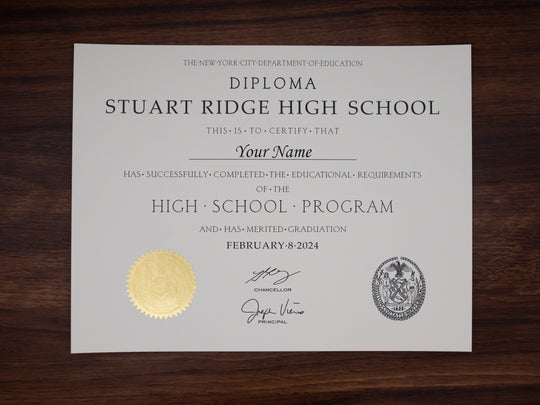 THE·NEW·YORK·CITY·DEPARTMENT·OF·EDUCATION
DIPLOMA
STUART RIDGE HIGH SCHOOL
THIS·IS·TO·CERTIFY·THAT
Your Name
HAS·SUCCESSFULLY·COMPLETED·THE·EDUCATIONAL·REQUIREMENTS
OF·THE
HIGH·SCHOOL·PROGRAM
AND·HAS·MERITED·GRADUATION
FEBRUARY·8·2024
CHANCELLOR
PRINCIPAL